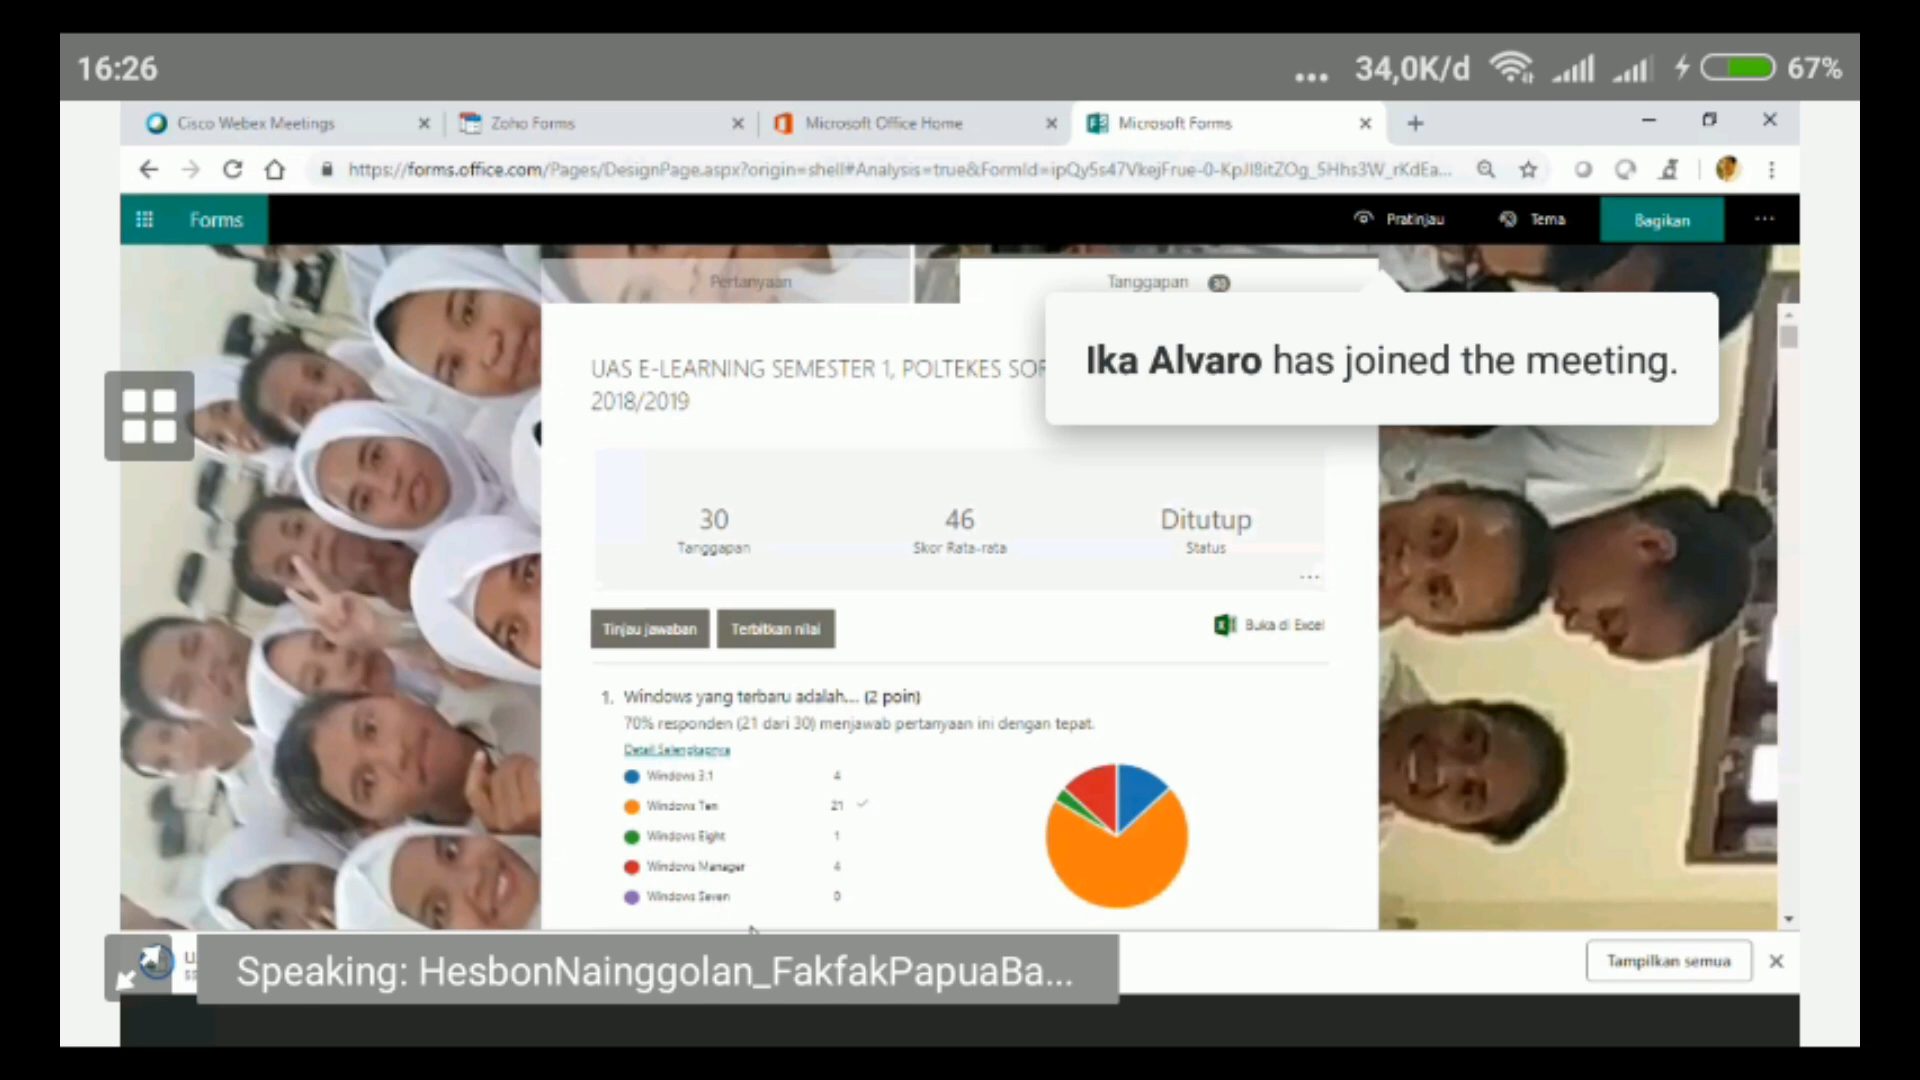 16:26
... 34,0K/d 67%
Cisco Webex Meetings
Zoho Forms
Microsoft Office Home
Microsoft Forms
https://forms.office.com/Pages/DesignPage.aspx?origin=shell#Analysis=true&FormId=ipQy5s47VkejFrue-0-KpJI8itZOg_5Hhs3W_rKdEa...
Forms
Pratinjau
Tema
Bagikan
...
Pertanyaan
Tanggapan 30
Ika Alvaro has joined the meeting.
UAS E-LEARNING SEMESTER 1, POLTEKES
2018/2019
30
Tanggapan
46
Skor Rata-rata
Ditutup
Status
...
Tinjau jawaban
Terbitkan nilai
Buka di Excel
1. Windows yang terbaru adalah... (2 poin)
70% responden (21 dari 30) menjawab pertanyaan ini dengan tepat.
Detail Selengkapnya
Windows 3.1 4
Windows Ten 21
Windows Eight 1
Windows Manager 4
Windows Seven 0
Speaking: HesbonNainggolan_FakfakPapuaBa...
Tampilkan semua